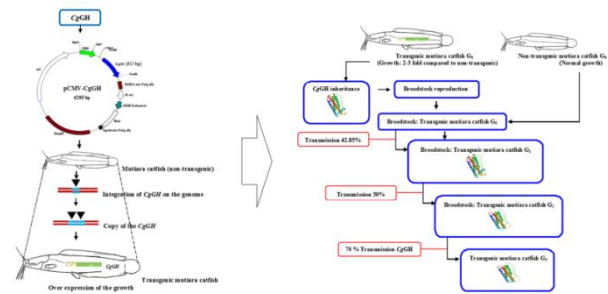 CgGH
pCMV-CgGH
Mutiara catfish (non-transgenic)
Integration of CgGH on the genome
Copy of the CgGH
CgGH
Transgenic mutiara catfish
Over expression of the growth
Transgenic mutiara catfish G₀
(Growth: 2-3 fold compared to non-transgenic)
Non-transgenic mutiara catfish G₀
(Normal growth)
CgGH inheritance
Broodstock reproduction
Broodstock: Transgenic mutiara catfish G₀
Transmission 42.85%
Broodstock: Transgenic mutiara catfish G₁
Transmission 50%
Broodstock: Transgenic mutiara catfish G₂
70 % Transmission CgGH
Transgenic mutiara catfish G₃